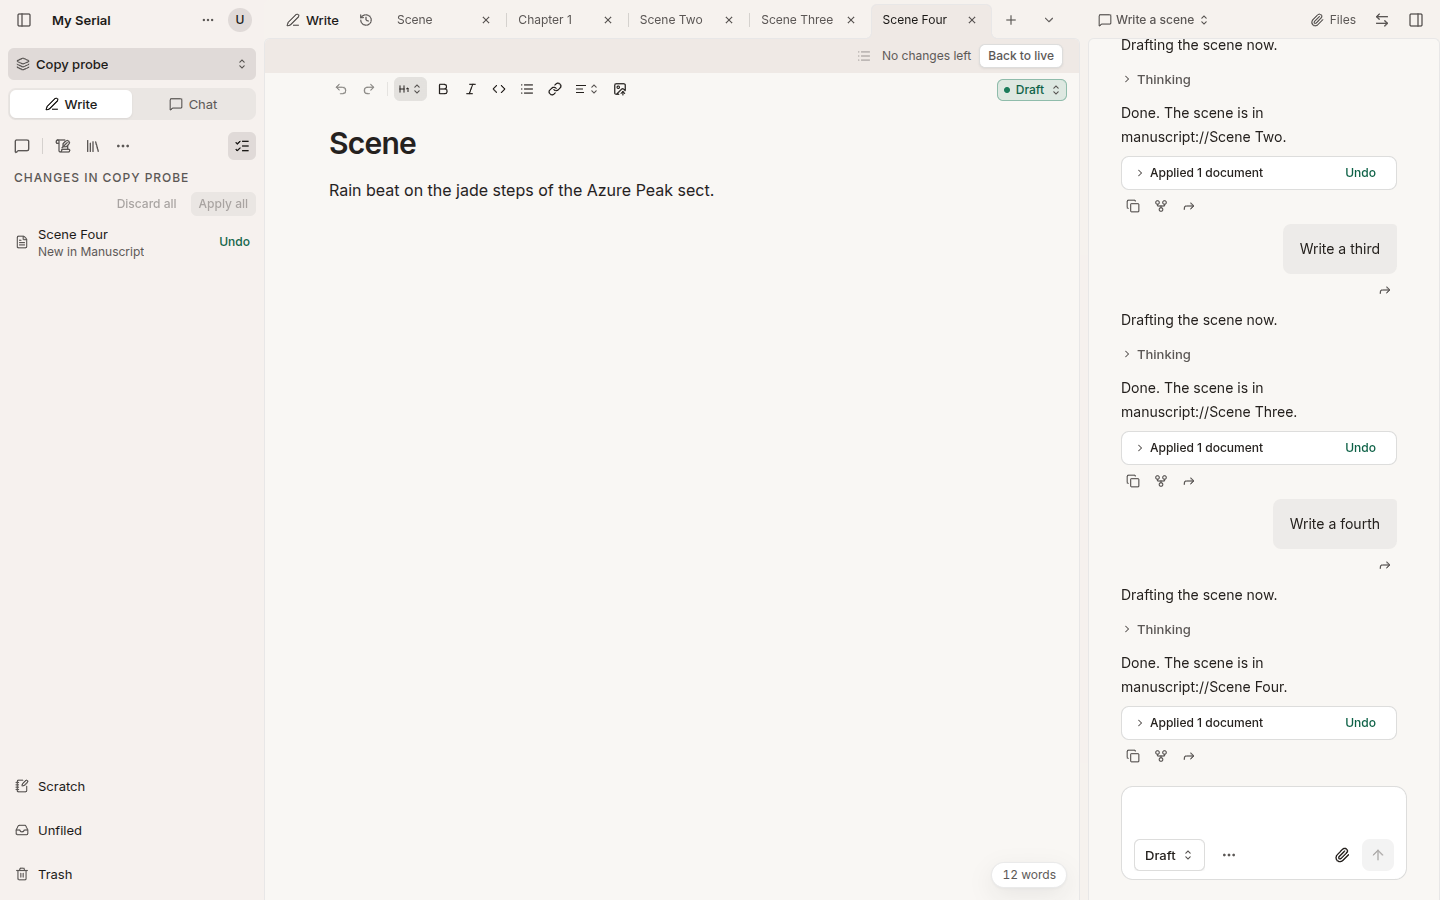 My Serial
U
Copy probe
Write
Chat
CHANGES IN COPY PROBE
Discard all
Apply all
Scene Four
New in Manuscript
Undo
Scratch
Unfiled
Trash
Write
Scene
Chapter 1
Scene Two
Scene Three
Scene Four
No changes left
Back to live
H1
B
I
Draft
Scene
Rain beat on the jade steps of the Azure Peak sect.
12 words
Write a scene
Files
Drafting the scene now.
Thinking
Done. The scene is in
manuscript://Scene Two.
Applied 1 document
Undo
Write a third
Drafting the scene now.
Thinking
Done. The scene is in
manuscript://Scene Three.
Applied 1 document
Undo
Write a fourth
Drafting the scene now.
Thinking
Done. The scene is in
manuscript://Scene Four.
Applied 1 document
Undo
Draft